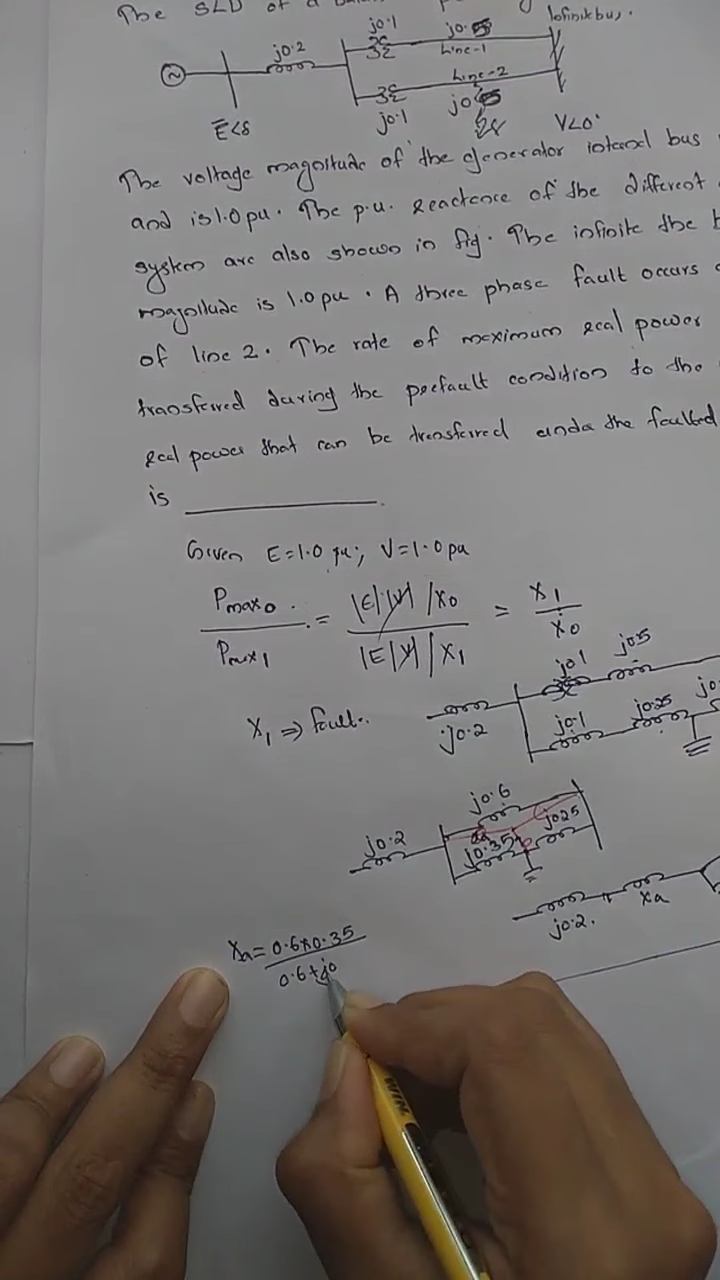 The SLD of a
Infinite bus.
j0.1
j0.5
j0.2
Line-1
Line-2
j0.1
E<δ
V<0°
The voltage magnitude of the generator internal bus
and is 1.0 pu. The p.u. Reactance of the different
system are also shown in fig. The infinite the b
magnitude is 1.0 pu. A three phase fault occurs
of line 2. The rate of maximum real power
transferred during the prefault condition to the
real power that can be transferred under the faulted
is
Given E=1.0 pu; V=1.0 pu
Pmax0 / Pmax1 = |E||V|/X0 / |E||V|/X1 = X1 / X0
j0.1 j0.5
X1 ⇒ fault.
j0.2
j0.1 j0.25 j0.
j0.6
j0.2
j0.35
j0.25
j0.2.
Xa
Xa = 0.6×0.35
0.6+j0
WIN